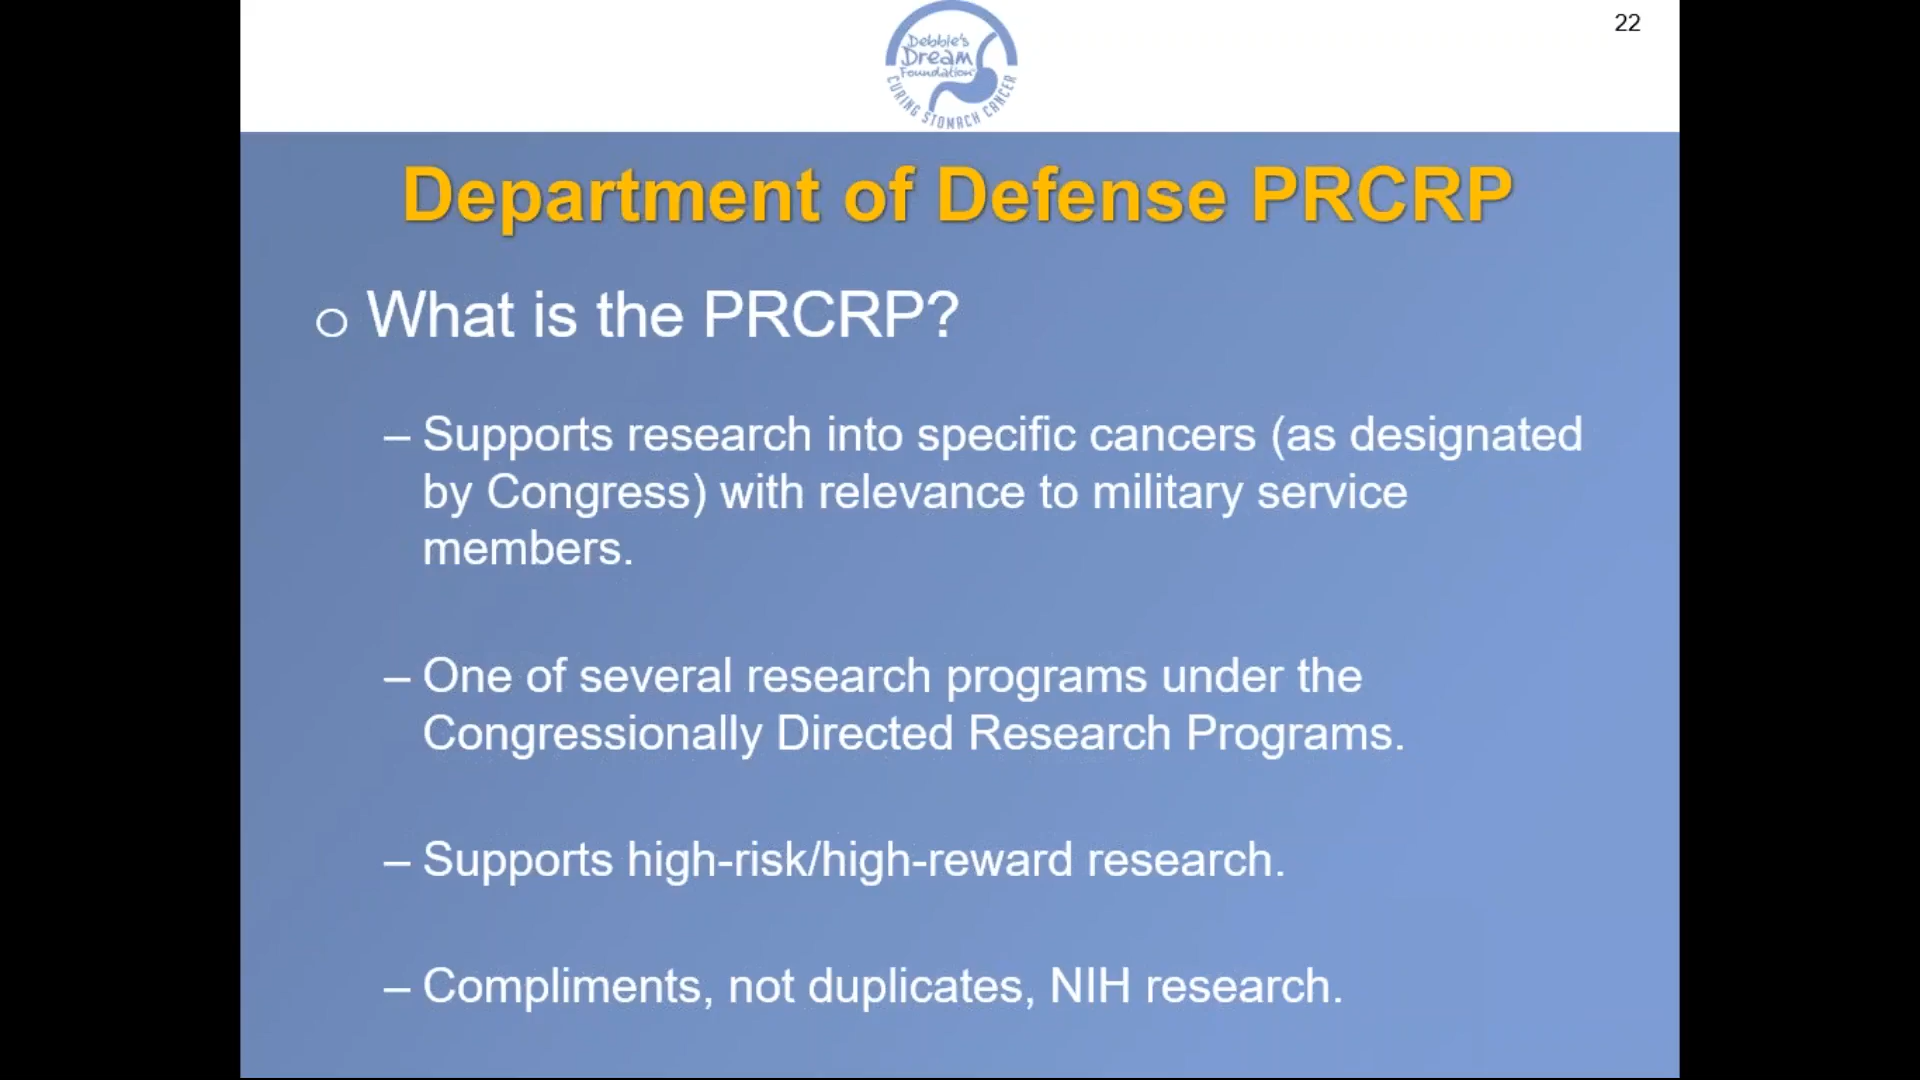 22
Debbie's
Dream
Foundation
CURING STOMACH CANCER
Department of Defense PRCRP
o What is the PRCRP?
– Supports research into specific cancers (as designated
by Congress) with relevance to military service
members.
– One of several research programs under the
Congressionally Directed Research Programs.
– Supports high-risk/high-reward research.
– Compliments, not duplicates, NIH research.